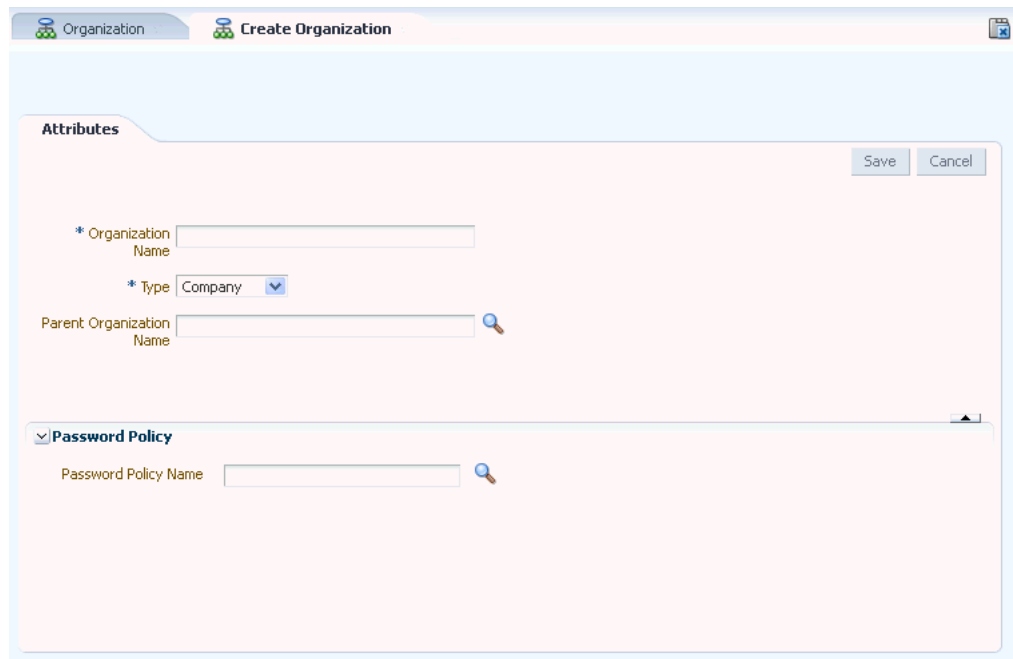 Organization
Create Organization
Attributes
Save
Cancel
* Organization
Name
* Type
Company
Parent Organization
Name
Password Policy
Password Policy Name